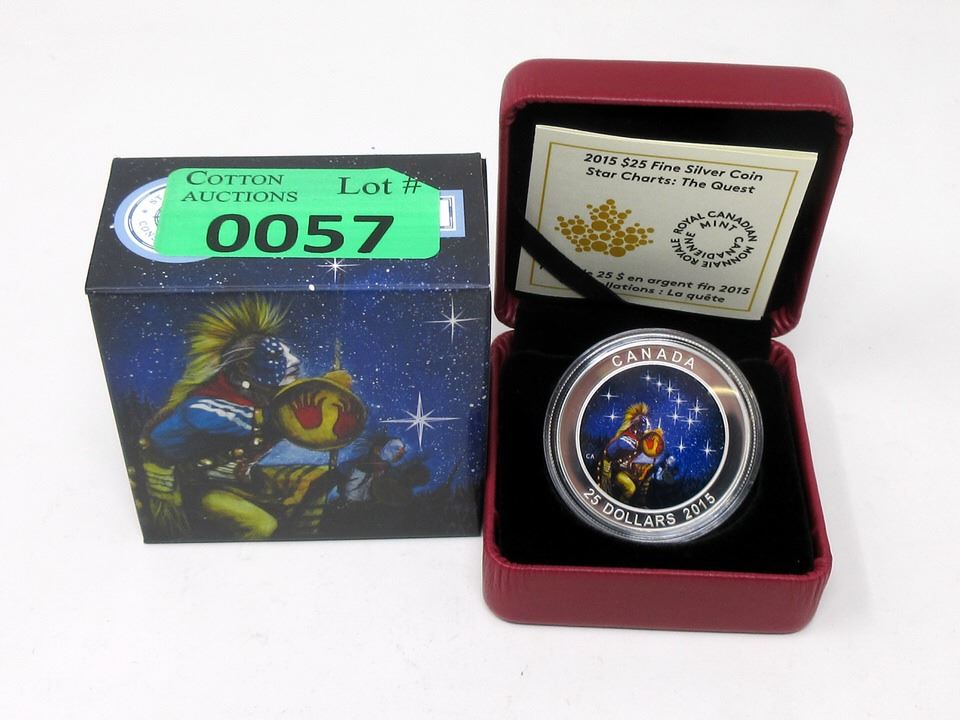 COTTON
AUCTIONS
Lot #
0057
2015 $25 Fine Silver Coin
Star Charts: The Quest
ROYAL CANADIAN MINT
MONNAIE ROYALE CANADIENNE
25 $ en argent fin 2015
: La quête
CANADA
CA
25 DOLLARS 2015